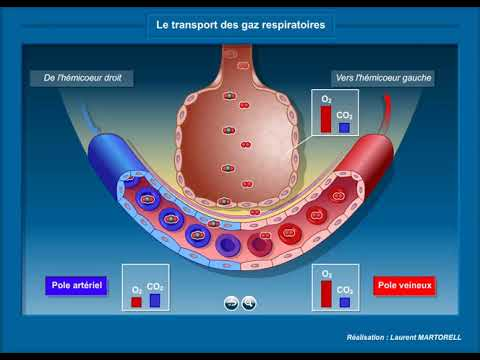 Le transport des gaz respiratoires
De l'hémicoeur droit
Vers l'hémicoeur gauche
O₂
CO₂
Pole artériel
O₂
CO₂
O₂
CO₂
Pole veineux
Réalisation : Laurent MARTORELL